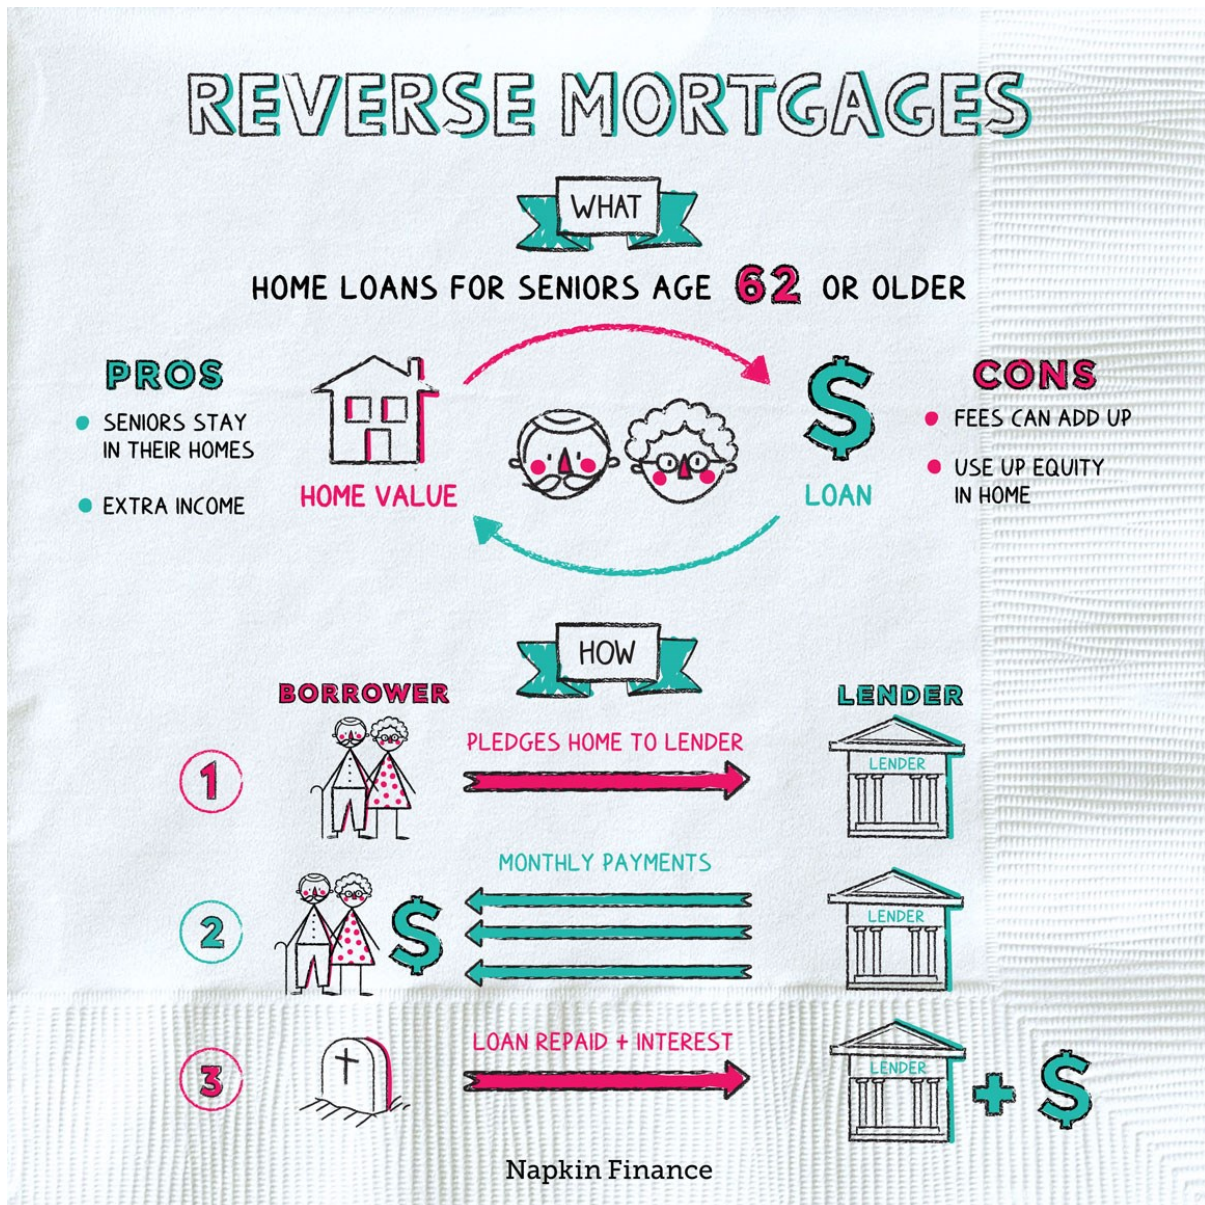 REVERSE MORTGAGES
WHAT
HOME LOANS FOR SENIORS AGE 62 OR OLDER
PROS
SENIORS STAY
IN THEIR HOMES
EXTRA INCOME
HOME VALUE
$
LOAN
CONS
FEES CAN ADD UP
USE UP EQUITY
IN HOME
HOW
BORROWER
LENDER
1
PLEDGES HOME TO LENDER
LENDER
2
$
MONTHLY PAYMENTS
LENDER
3
LOAN REPAID + INTEREST
LENDER
+ $
Napkin Finance